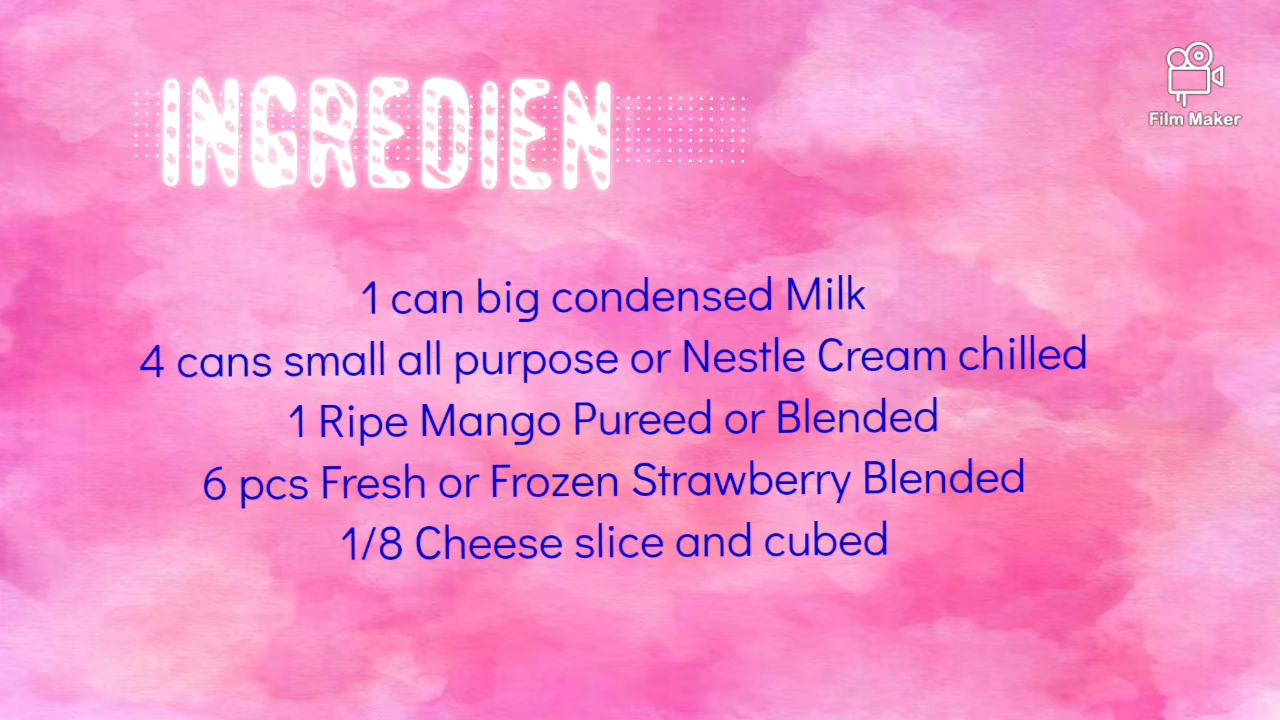 INGREDIEN
Film Maker
1 can big condensed Milk
4 cans small all purpose or Nestle Cream chilled
1 Ripe Mango Pureed or Blended
6 pcs Fresh or Frozen Strawberry Blended
1/8 Cheese slice and cubed